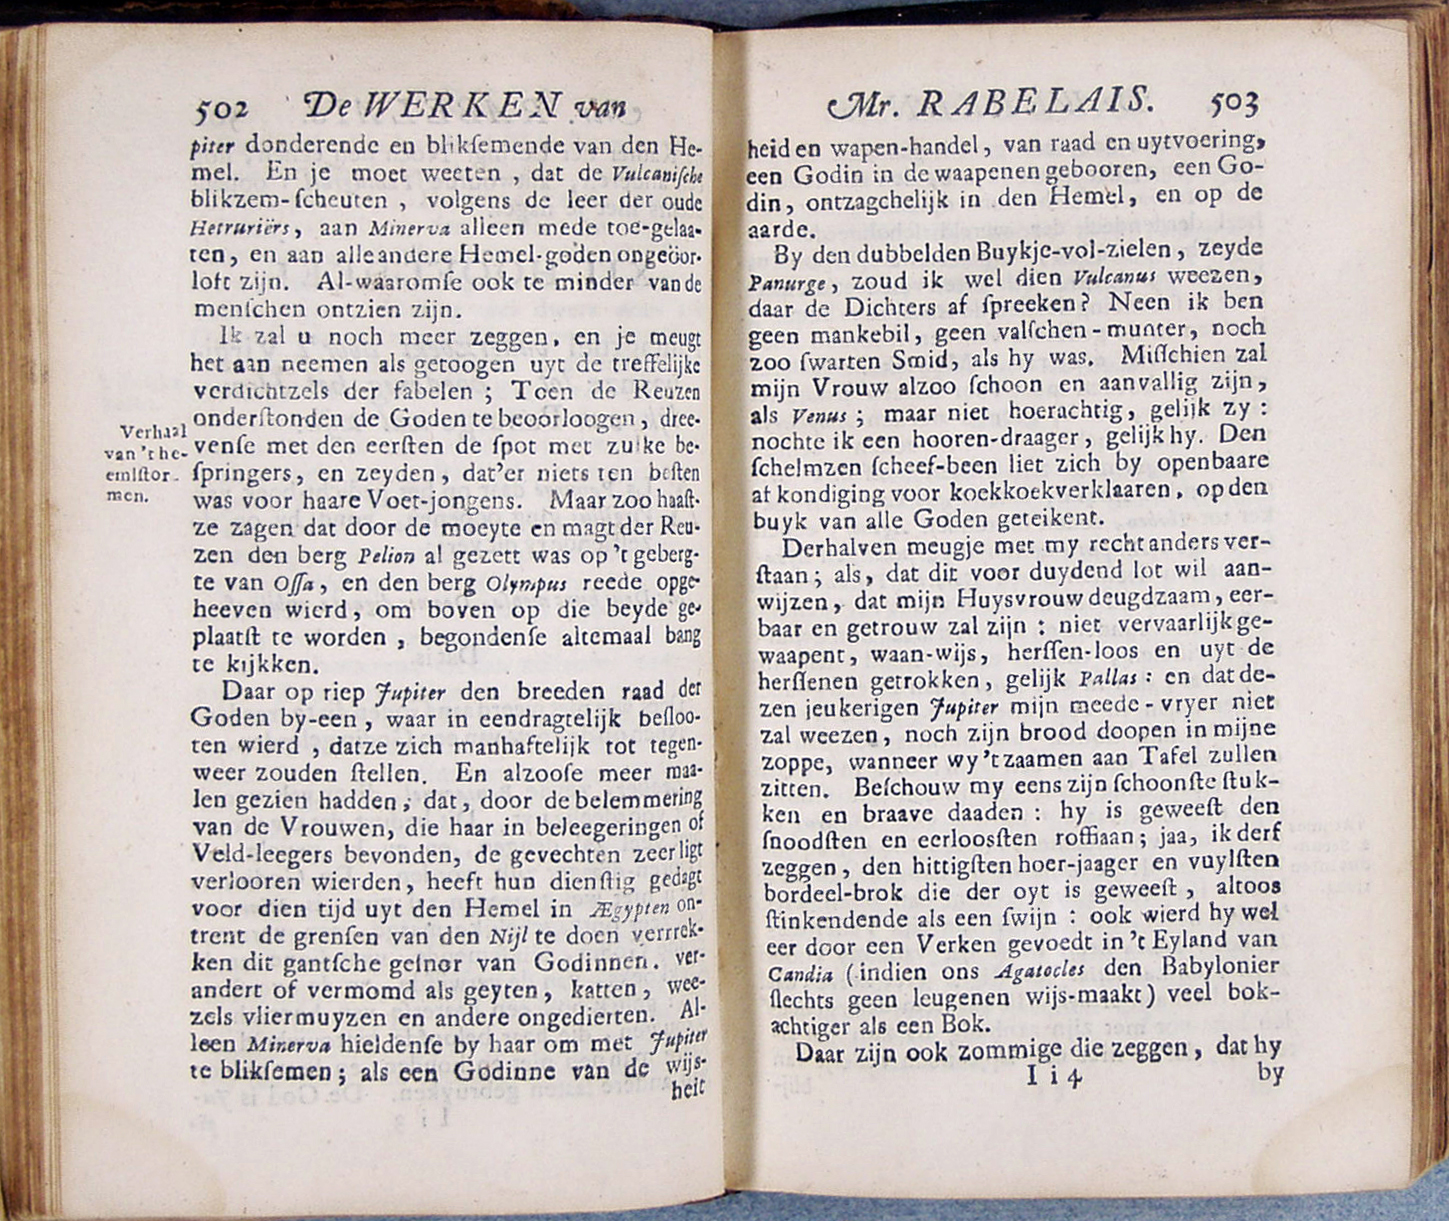 502 De WERKEN van
piter donderende en blikſemende van den He-
mel. En je moet weeten , dat de Vulcaniſche
blikzem-ſcheuten , volgens de leer der oude
Hetruriërs, aan Minerva alleen mede toe-gelaa-
ten, en aan alle andere Hemel-goden ongeöor-
loft zijn. Al-waaromſe ook te minder van de
menſchen ontzien zijn.
Ik zal u noch meer zeggen, en je meugt
het aan neemen als getoogen uyt de treffelijke
verdichtzels der fabelen ; Toen de Reuzen
onderſtonden de Goden te beoorloogen, dree-
venſe met den eerſten de ſpot met zulke be-
ſpringers, en zeyden, dat'er niets ten beſten
was voor haare Voet-jongens. Maar zoo haaſt-
ze zagen dat door de moeyte en magt der Reu-
zen den berg Pelion al gezett was op 't geberg-
te van Oſſa, en den berg Olympus reede opge-
heeven wierd, om boven op die beyde ge-
plaatſt te worden , begondenſe altemaal bang
te kijkken.
Daar op riep Jupiter den breeden raad der
Goden by-een , waar in eendragtelijk beſloo-
ten wierd , datze zich manhaftelijk tot tegen-
weer zouden ſtellen. En alzooſe meer maa-
len gezien hadden, dat, door de belemmering
van de Vrouwen, die haar in beleegeringen of
Veld-leegers bevonden, de gevechten zeer ligt
verlooren wierden, heeft hun dienſtig gedagt
voor dien tijd uyt den Hemel in Ægypten on-
trent de grenſen van den Nijl te doen verrrek-
ken dit gantſche geſnor van Godinnen. ver-
andert of vermomd als geyten, katten, wee-
zels vliermuyzen en andere ongedierten. Al-
leen Minerva hieldenſe by haar om met Jupiter
te blikſemen; als een Godinne van de wijs-
heit
Verhaal
van 't he-
emlſtor-
men.
Mr. RABELAIS. 503
heid en wapen-handel, van raad en uytvoering,
een Godin in de waapenen gebooren, een Go-
din, ontzagchelijk in den Hemel, en op de
aarde.
By den dubbelden Buykje-vol-zielen, zeyde
Panurge, zoud ik wel dien Vulcanus weezen,
daar de Dichters af ſpreeken? Neen ik ben
geen mankebil, geen valſchen-munter, noch
zoo ſwarten Smid, als hy was. Miſſchien zal
mijn Vrouw alzoo ſchoon en aanvallig zijn,
als Venus ; maar niet hoerachtig, gelijk zy :
nochte ik een hooren-draager, gelijk hy. Den
ſchelmzen ſcheef-been liet zich by openbaare
afkondiging voor koekkoekverklaaren, op den
buyk van alle Goden geteikent.
Derhalven meugje met my recht anders ver-
ſtaan; als, dat dit voor duydend lot wil aan-
wijzen, dat mijn Huysvrouw deugdzaam, eer-
baar en getrouw zal zijn : niet vervaarlijk ge-
waapent, waan-wijs, herſſen-loos en uyt de
herſſenen getrokken, gelijk Pallas : en dat de-
zen jeukerigen Jupiter mijn meede-vryer niet
zal weezen, noch zijn brood doopen in mijne
zoppe, wanneer wy 't zaamen aan Tafel zullen
zitten. Beſchouw my eens zijn ſchoonſte ſtuk-
ken en braave daaden : hy is geweeſt den
ſnoodſten en eerloosſten roffiaan; jaa, ik derf
zeggen, den hittigſten hoer-jaager en vuylſten
bordeel-brok die der oyt is geweeſt , altoos
ſtinkendende als een ſwijn : ook wierd hy wel
eer door een Verken gevoedt in 't Eyland van
Candia (indien ons Agatocles den Babylonier
ſlechts geen leugenen wijs-maakt) veel bok-
achtiger als een Bok.
Daar zijn ook zommige die zeggen, dat hy
I i 4 by